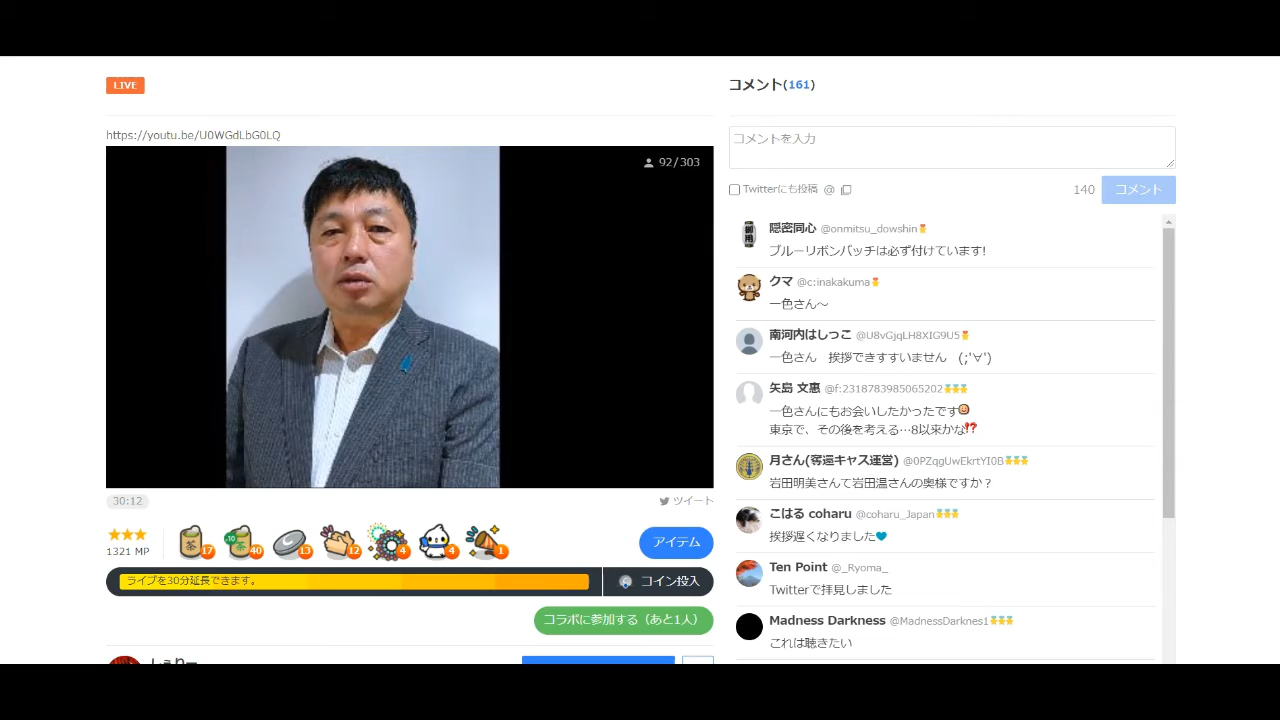 LIVE
https://youtu.be/U0WGdLbG0LQ
92/303
30:12
ツイート
1321 MP
茶
17
×10
茶
40
13
12
4
4
1
アイテム
ライブを30分延長できます。
コイン投入
コラボに参加する（あと1人）
コメント(161)
コメントを入力
Twitterにも投稿 @
140
コメント
御用
隠密同心 @onmitsu_dowshin
ブルーリボンバッチは必ず付けています!
クマ @c:inakakuma
一色さん〜
南河内はしっこ @U8vGjqLH8XIG9U5
一色さん　挨拶できすすいません　(;'∀')
矢島 文惠 @f:2318783985065202
一色さんにもお会いしたかったです
東京で、その後を考える…8以来かな⁉
月さん(奪還キャス運営) @0PZqgUwEkrtYI0B
岩田明美さんて岩田温さんの奥様ですか？
こはる coharu @coharu_Japan
挨拶遅くなりました
Ten Point @_Ryoma_
Twitterで拝見しました
Madness Darkness @MadnessDarknes1
これは聴きたい